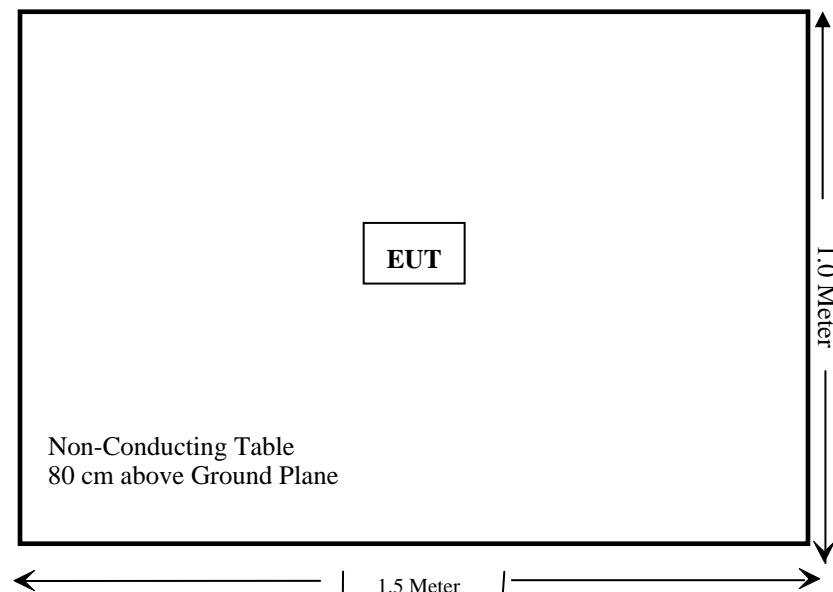 EUT
1.0 Meter
Non-Conducting Table
80 cm above Ground Plane
1.5 Meter